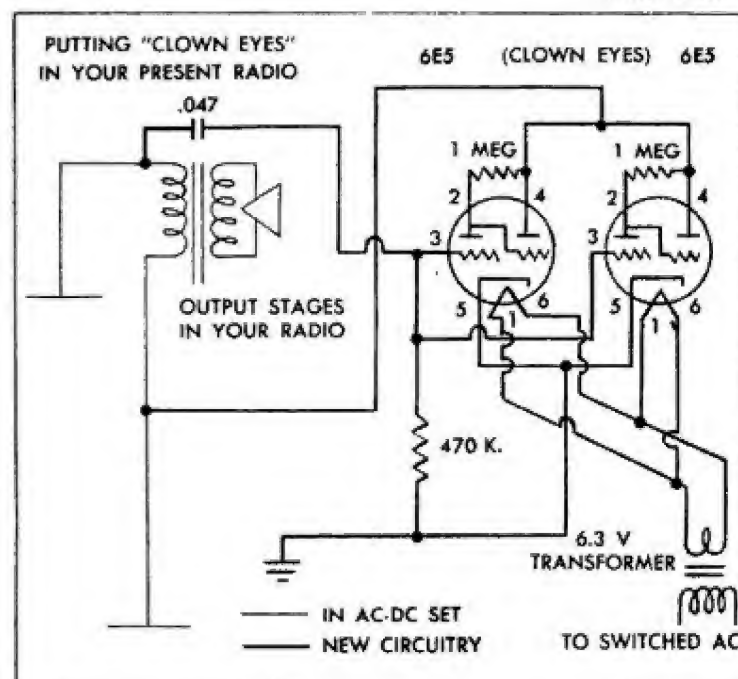 PUTTING "CLOWN EYES"
IN YOUR PRESENT RADIO
6E5 (CLOWN EYES) 6E5
.047
1 MEG
1 MEG
2
4
2
4
3
3
5
6
1
5
6
1
OUTPUT STAGES
IN YOUR RADIO
470 K.
6.3 V
TRANSFORMER
IN AC-DC SET
NEW CIRCUITRY
TO SWITCHED AC